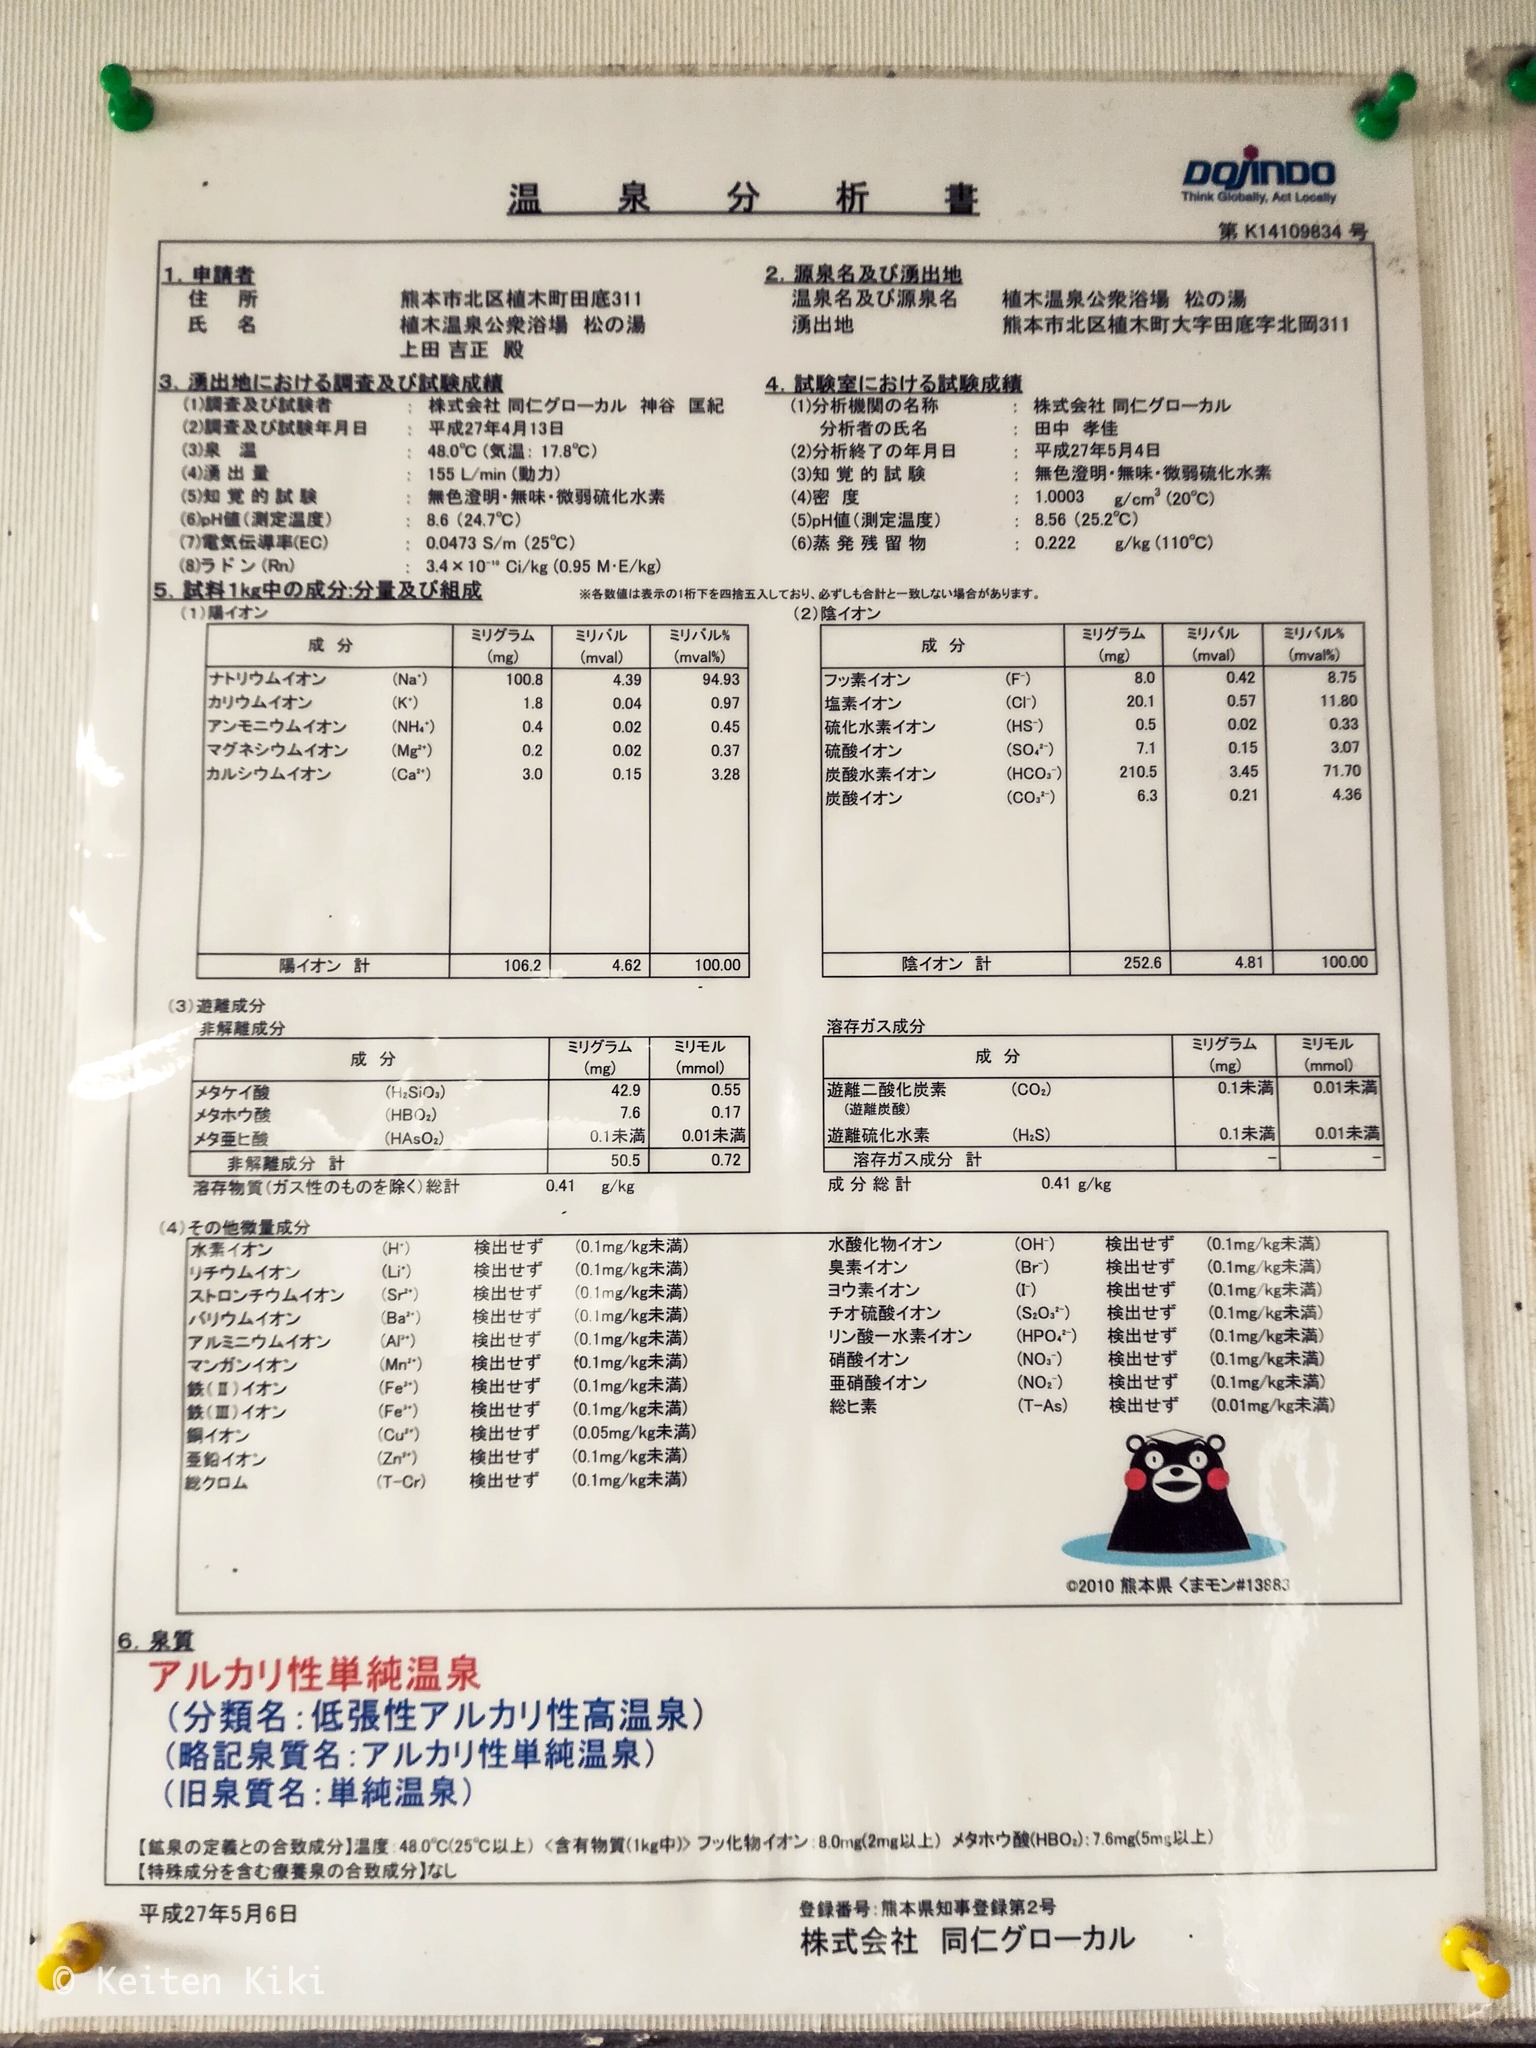 DOJINDO
Think Globally, Act Locally
温泉分析書
第 K14109834 号
1. 申請者
住 所 熊本市北区植木町田底311
氏 名 植木温泉公衆浴場 松の湯
上田 吉正 殿
2. 源泉名及び湧出地
温泉名及び源泉名 植木温泉公衆浴場 松の湯
湧出地 熊本市北区植木町大字田底字北岡311
3. 湧出地における調査及び試験成績
(1)調査及び試験者 : 株式会社 同仁グローカル 神谷 匡紀
(2)調査及び試験年月日 : 平成27年4月13日
(3)泉 温 : 48.0℃ (気温: 17.8℃)
(4)湧 出 量 : 155 L/min (動力)
(5)知 覚 的 試 験 : 無色澄明・無味・微弱硫化水素
(6)pH値(測定温度) : 8.6 (24.7℃)
(7)電気伝導率(EC) : 0.0473 S/m (25℃)
(8)ラドン(Rn) : 3.4×10⁻¹⁰ Ci/kg (0.95 M・E/kg)
4. 試験室における試験成績
(1)分析機関の名称 : 株式会社 同仁グローカル
分析者の氏名 : 田中 孝佳
(2)分析終了の年月日 : 平成27年5月4日
(3)知 覚 的 試 験 : 無色澄明・無味・微弱硫化水素
(4)密 度 : 1.0003 g/cm³ (20℃)
(5)pH値(測定温度) : 8.56 (25.2℃)
(6)蒸 発 残 留 物 : 0.222 g/kg (110℃)
5. 試料1kg中の成分:分量及び組成
※各数値は表示の1桁下を四捨五入しており、必ずしも合計と一致しない場合があります。
(1)陽イオン
成 分 ミリグラム(mg) ミリバル(mval) ミリバル%(mval%)
ナトリウムイオン (Na⁺) 100.8 4.39 94.93
カリウムイオン (K⁺) 1.8 0.04 0.97
アンモニウムイオン (NH₄⁺) 0.4 0.02 0.45
マグネシウムイオン (Mg²⁺) 0.2 0.02 0.37
カルシウムイオン (Ca²⁺) 3.0 0.15 3.28
陽イオン 計 106.2 4.62 100.00
(2)陰イオン
成 分 ミリグラム(mg) ミリバル(mval) ミリバル%(mval%)
フッ素イオン (F⁻) 8.0 0.42 8.75
塩素イオン (Cl⁻) 20.1 0.57 11.80
硫化水素イオン (HS⁻) 0.5 0.02 0.33
硫酸イオン (SO₄²⁻) 7.1 0.15 3.07
炭酸水素イオン (HCO₃⁻) 210.5 3.45 71.70
炭酸イオン (CO₃²⁻) 6.3 0.21 4.36
陰イオン 計 252.6 4.81 100.00
(3)遊離成分
非解離成分
成 分 ミリグラム(mg) ミリモル(mmol)
メタケイ酸 (H₂SiO₃) 42.9 0.55
メタホウ酸 (HBO₂) 7.6 0.17
メタ亜ヒ酸 (HAsO₂) 0.1未満 0.01未満
非解離成分 計 50.5 0.72
溶存物質(ガス性のものを除く)総計 0.41 g/kg
溶存ガス成分
成 分 ミリグラム(mg) ミリモル(mmol)
遊離二酸化炭素 (CO₂) 0.1未満 0.01未満
(遊離炭酸)
遊離硫化水素 (H₂S) 0.1未満 0.01未満
溶存ガス成分 計 − −
成 分 総 計 0.41 g/kg
(4)その他微量成分
水素イオン (H⁺) 検出せず (0.1mg/kg未満)
リチウムイオン (Li⁺) 検出せず (0.1mg/kg未満)
ストロンチウムイオン (Sr²⁺) 検出せず (0.1mg/kg未満)
バリウムイオン (Ba²⁺) 検出せず (0.1mg/kg未満)
アルミニウムイオン (Al³⁺) 検出せず (0.1mg/kg未満)
マンガンイオン (Mn²⁺) 検出せず (0.1mg/kg未満)
鉄(Ⅱ)イオン (Fe²⁺) 検出せず (0.1mg/kg未満)
鉄(Ⅲ)イオン (Fe³⁺) 検出せず (0.1mg/kg未満)
銅イオン (Cu²⁺) 検出せず (0.05mg/kg未満)
亜鉛イオン (Zn²⁺) 検出せず (0.1mg/kg未満)
総クロム (T-Cr) 検出せず (0.1mg/kg未満)
水酸化物イオン (OH⁻) 検出せず (0.1mg/kg未満)
臭素イオン (Br⁻) 検出せず (0.1mg/kg未満)
ヨウ素イオン (I⁻) 検出せず (0.1mg/kg未満)
チオ硫酸イオン (S₂O₃²⁻) 検出せず (0.1mg/kg未満)
リン酸一水素イオン (HPO₄²⁻) 検出せず (0.1mg/kg未満)
硝酸イオン (NO₃⁻) 検出せず (0.1mg/kg未満)
亜硝酸イオン (NO₂⁻) 検出せず (0.1mg/kg未満)
総ヒ素 (T-As) 検出せず (0.01mg/kg未満)
©2010 熊本県 くまモン#13883
6. 泉質
アルカリ性単純温泉
(分類名:低張性アルカリ性高温泉)
(略記泉質名:アルカリ性単純温泉)
(旧泉質名:単純温泉)
【鉱泉の定義との合致成分】温度:48.0℃(25℃以上) 〈含有物質(1kg中)〉 フッ化物イオン:8.0mg(2mg以上) メタホウ酸(HBO₂):7.6mg(5mg以上)
【特殊成分を含む療養泉の合致成分】なし
平成27年5月6日
登録番号:熊本県知事登録第2号
株式会社 同仁グローカル
© Keiten Kiki